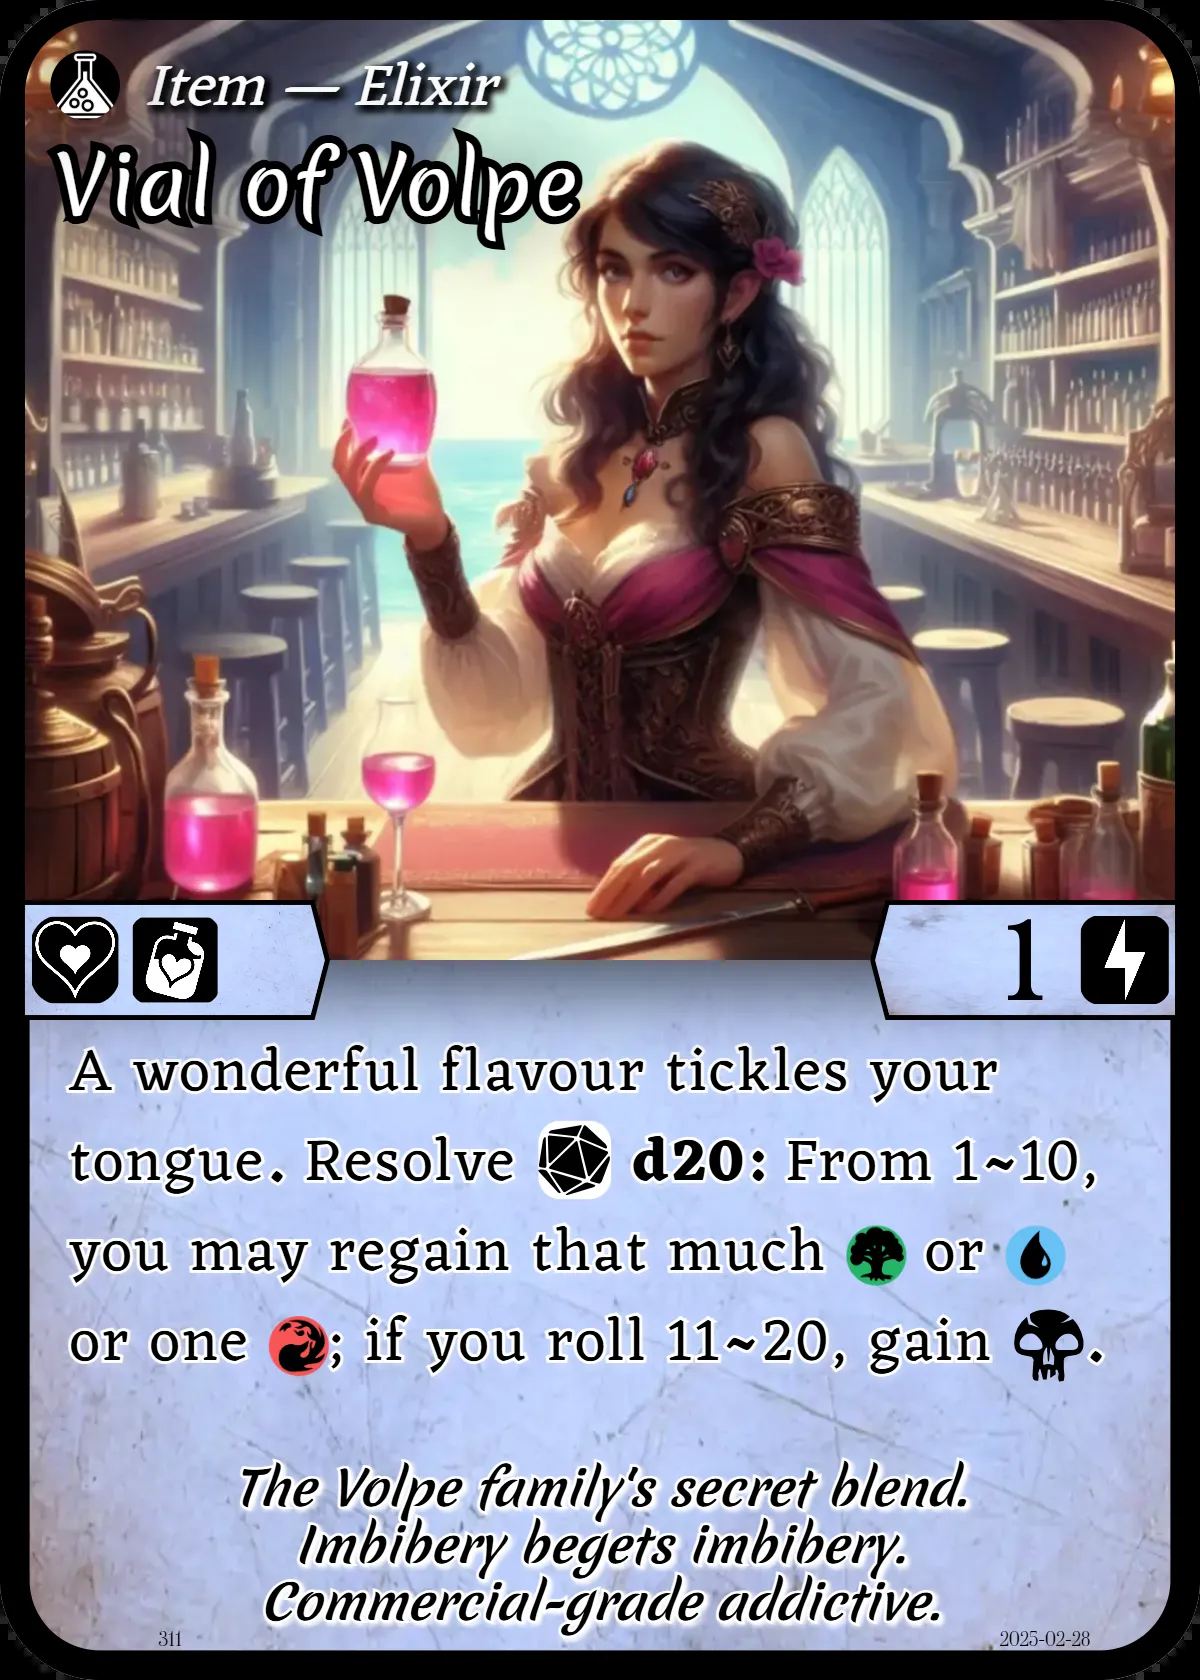 Item — Elixir
Vial of Volpe
1
A wonderful flavour tickles your
tongue. Resolve d20: From 1~10,
you may regain that much or
or one ; if you roll 11~20, gain .
The Volpe family's secret blend.
Imbibery begets imbibery.
Commercial-grade addictive.
311
2025-02-28